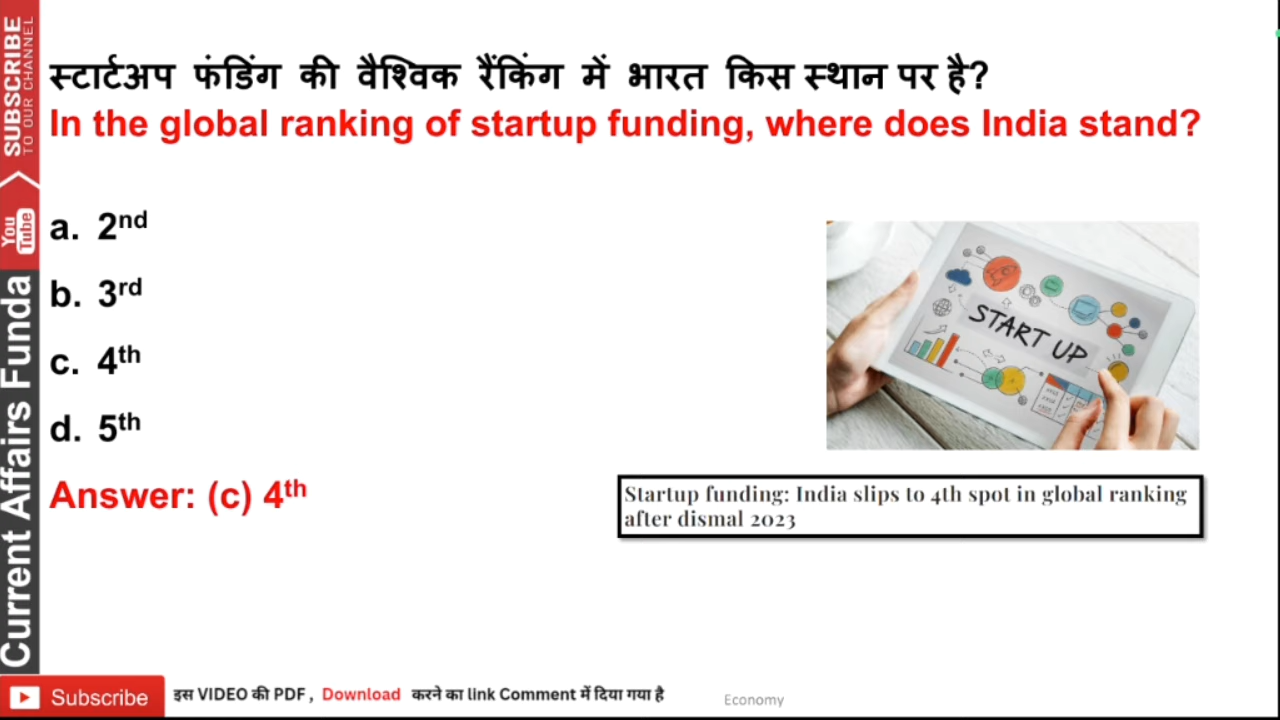 स्टार्टअप फंडिंग की वैश्विक रैंकिंग में भारत किस स्थान पर है?
In the global ranking of startup funding, where does India stand?
a. 2nd
b. 3rd
c. 4th
d. 5th
Answer: (c) 4th
START UP
Startup funding: India slips to 4th spot in global ranking
after dismal 2023
SUBSCRIBE
TO OUR CHANNEL
You Tube
Current Affairs Funda
Subscribe
इस VIDEO की PDF , Download करने का link Comment में दिया गया है
Economy